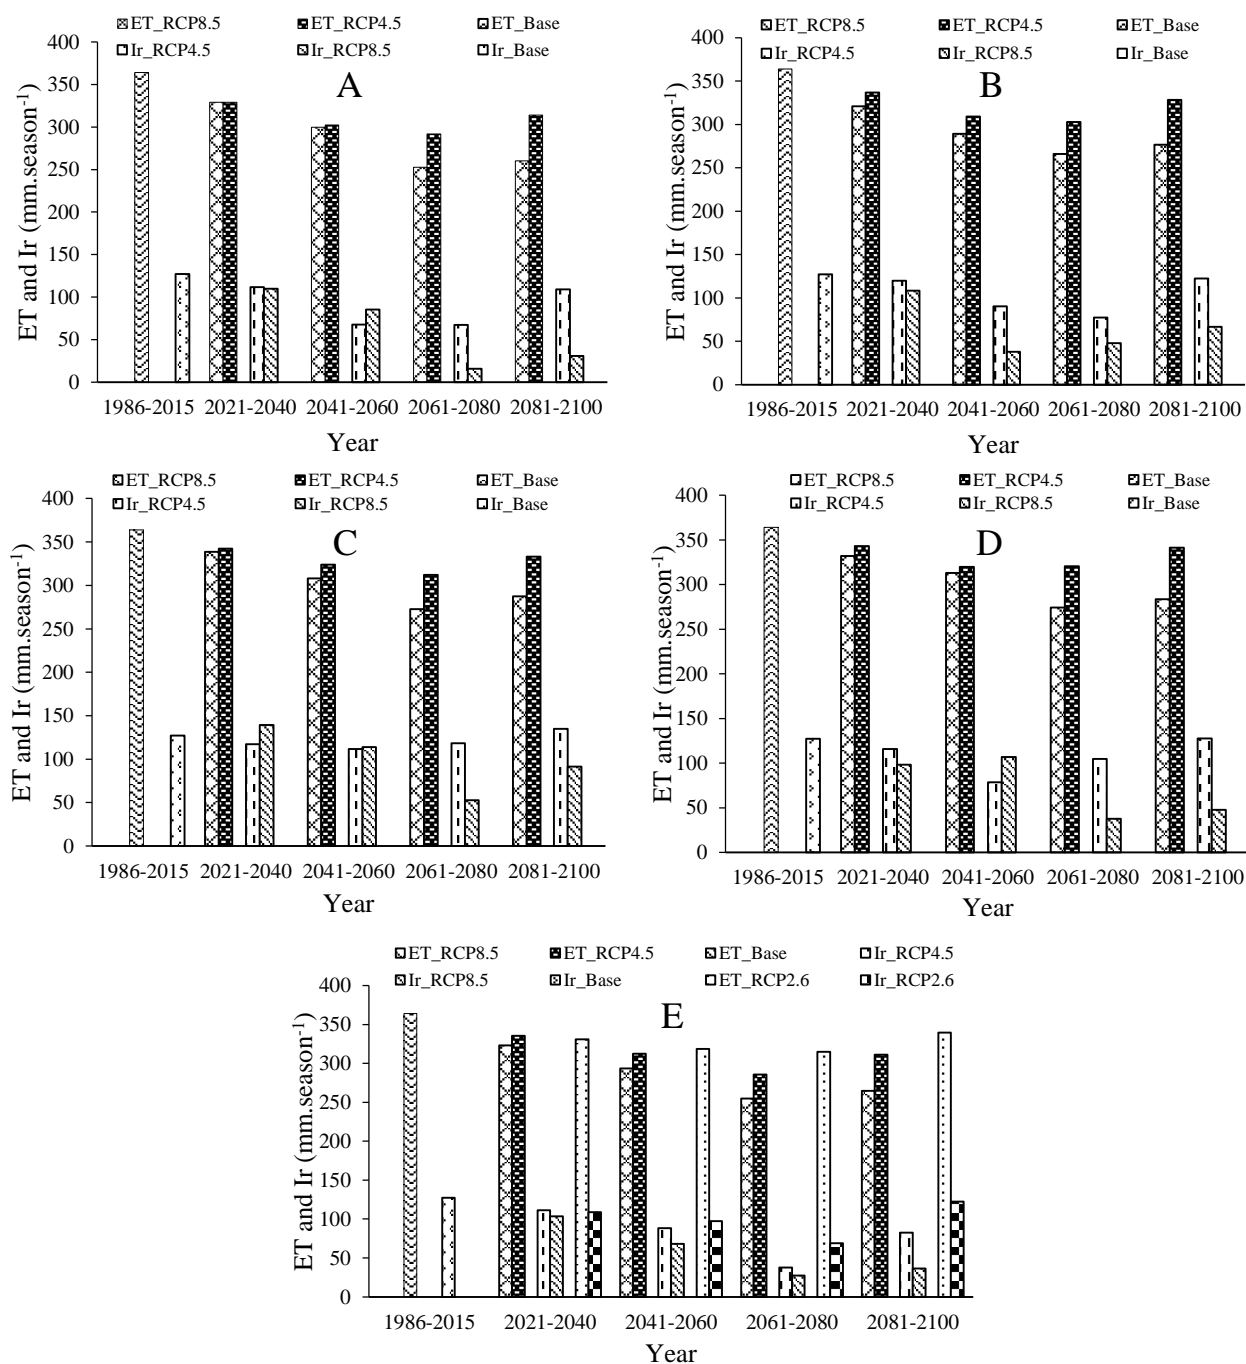 ET_RCP8.5 ET_RCP4.5 ET_Base
Ir_RCP4.5 Ir_RCP8.5 Ir_Base
A
ET and Ir (mm.season-1)
400
350
300
250
200
150
100
50
0
1986-2015 2021-2040 2041-2060 2061-2080 2081-2100
Year
ET_RCP8.5 ET_RCP4.5 ET_Base
Ir_RCP4.5 Ir_RCP8.5 Ir_Base
B
ET and Ir (mm.season-1)
400
350
300
250
200
150
100
50
0
1986-2015 2021-2040 2041-2060 2061-2080 2081-2100
Year
ET_RCP8.5 ET_RCP4.5 ET_Base
Ir_RCP4.5 Ir_RCP8.5 Ir_Base
C
ET and Ir (mm.season-1)
400
350
300
250
200
150
100
50
0
1986-2015 2021-2040 2041-2060 2061-2080 2081-2100
Year
ET_RCP8.5 ET_RCP4.5 ET_Base
Ir_RCP4.5 Ir_RCP8.5 Ir_Base
D
ET and Ir (mm.season-1)
400
350
300
250
200
150
100
50
0
1986-2015 2021-2040 2041-2060 2061-2080 2081-2100
Year
ET_RCP8.5 ET_RCP4.5 ET_Base Ir_RCP4.5
Ir_RCP8.5 Ir_Base ET_RCP2.6 Ir_RCP2.6
E
ET and Ir (mm.season-1)
400
350
300
250
200
150
100
50
0
1986-2015 2021-2040 2041-2060 2061-2080 2081-2100
Year